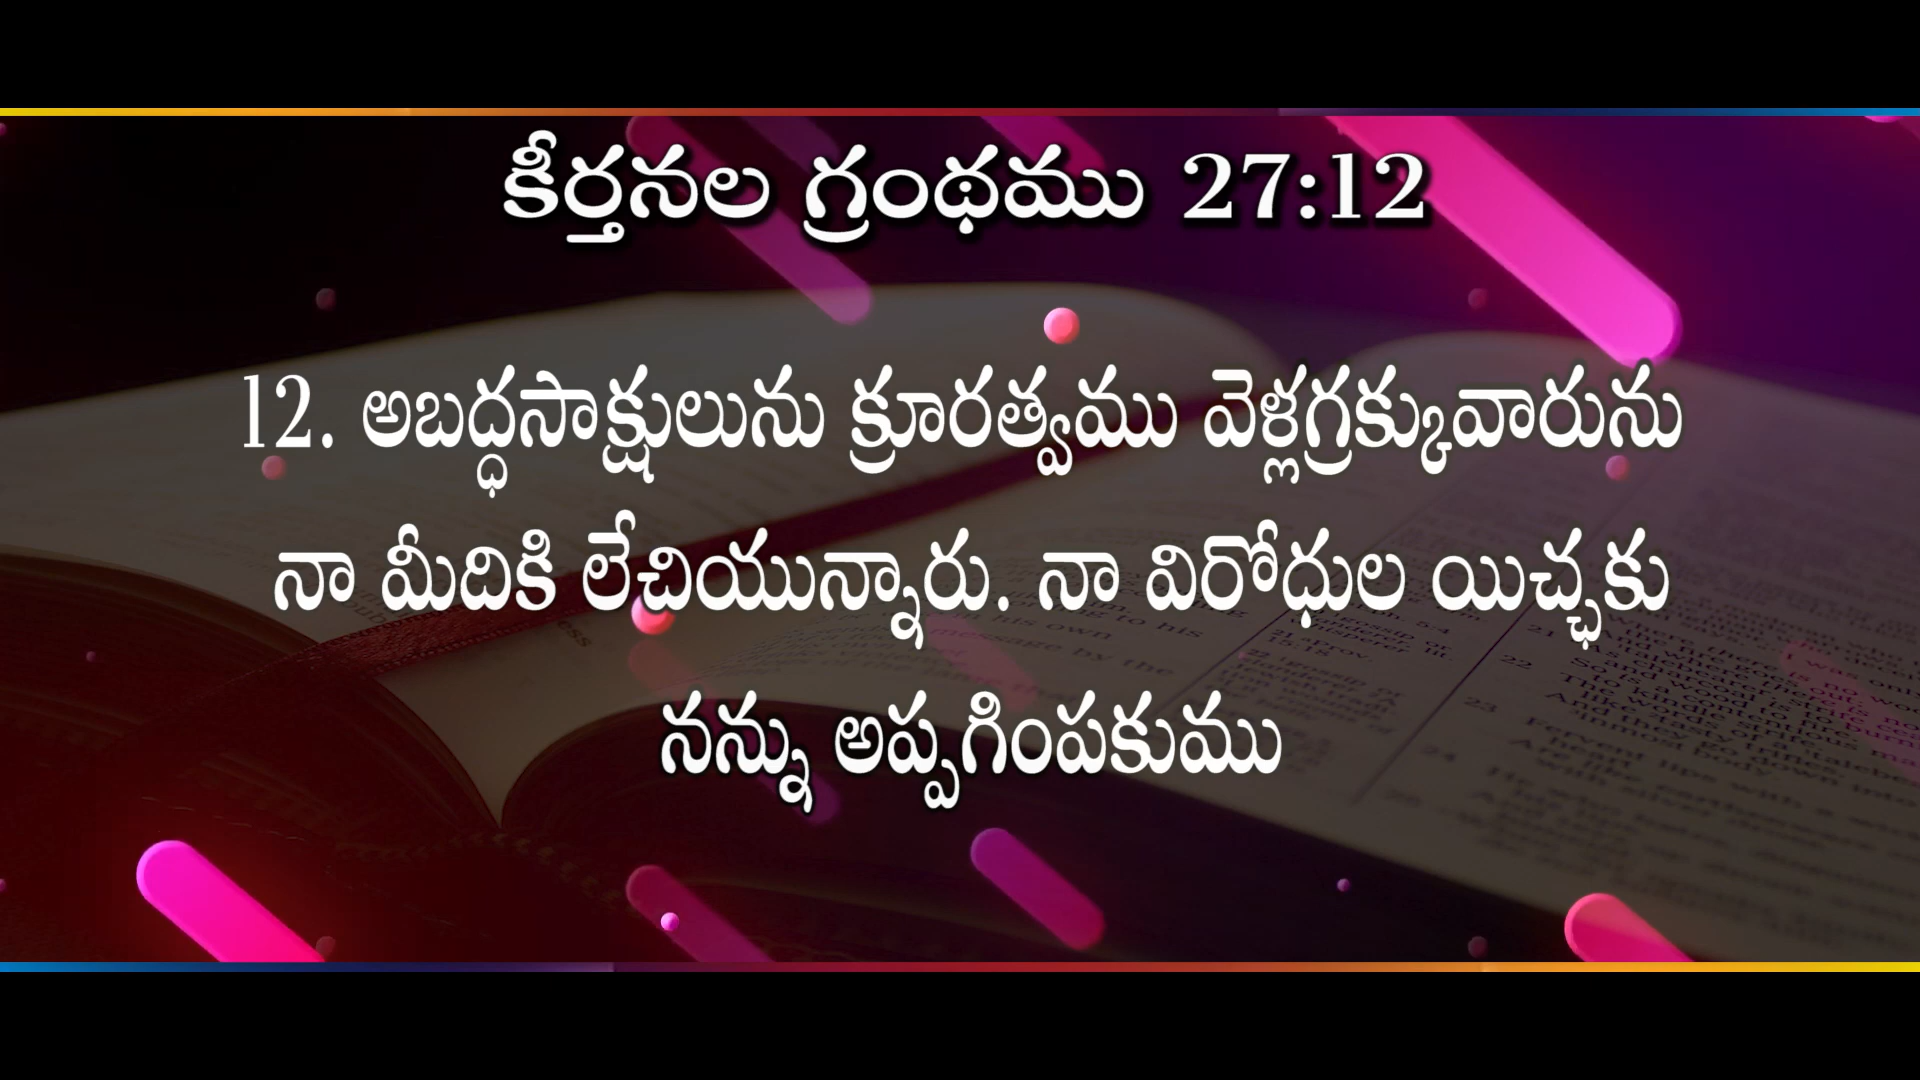 కీర్తనల గ్రంథము 27:12
12. అబద్ధసాక్షులును క్రూరత్వము వెళ్లగ్రక్కువారును
నా మీదికి లేచియున్నారు. నా విరోధుల యిచ్ఛకు
నన్ను అప్పగింపకుము